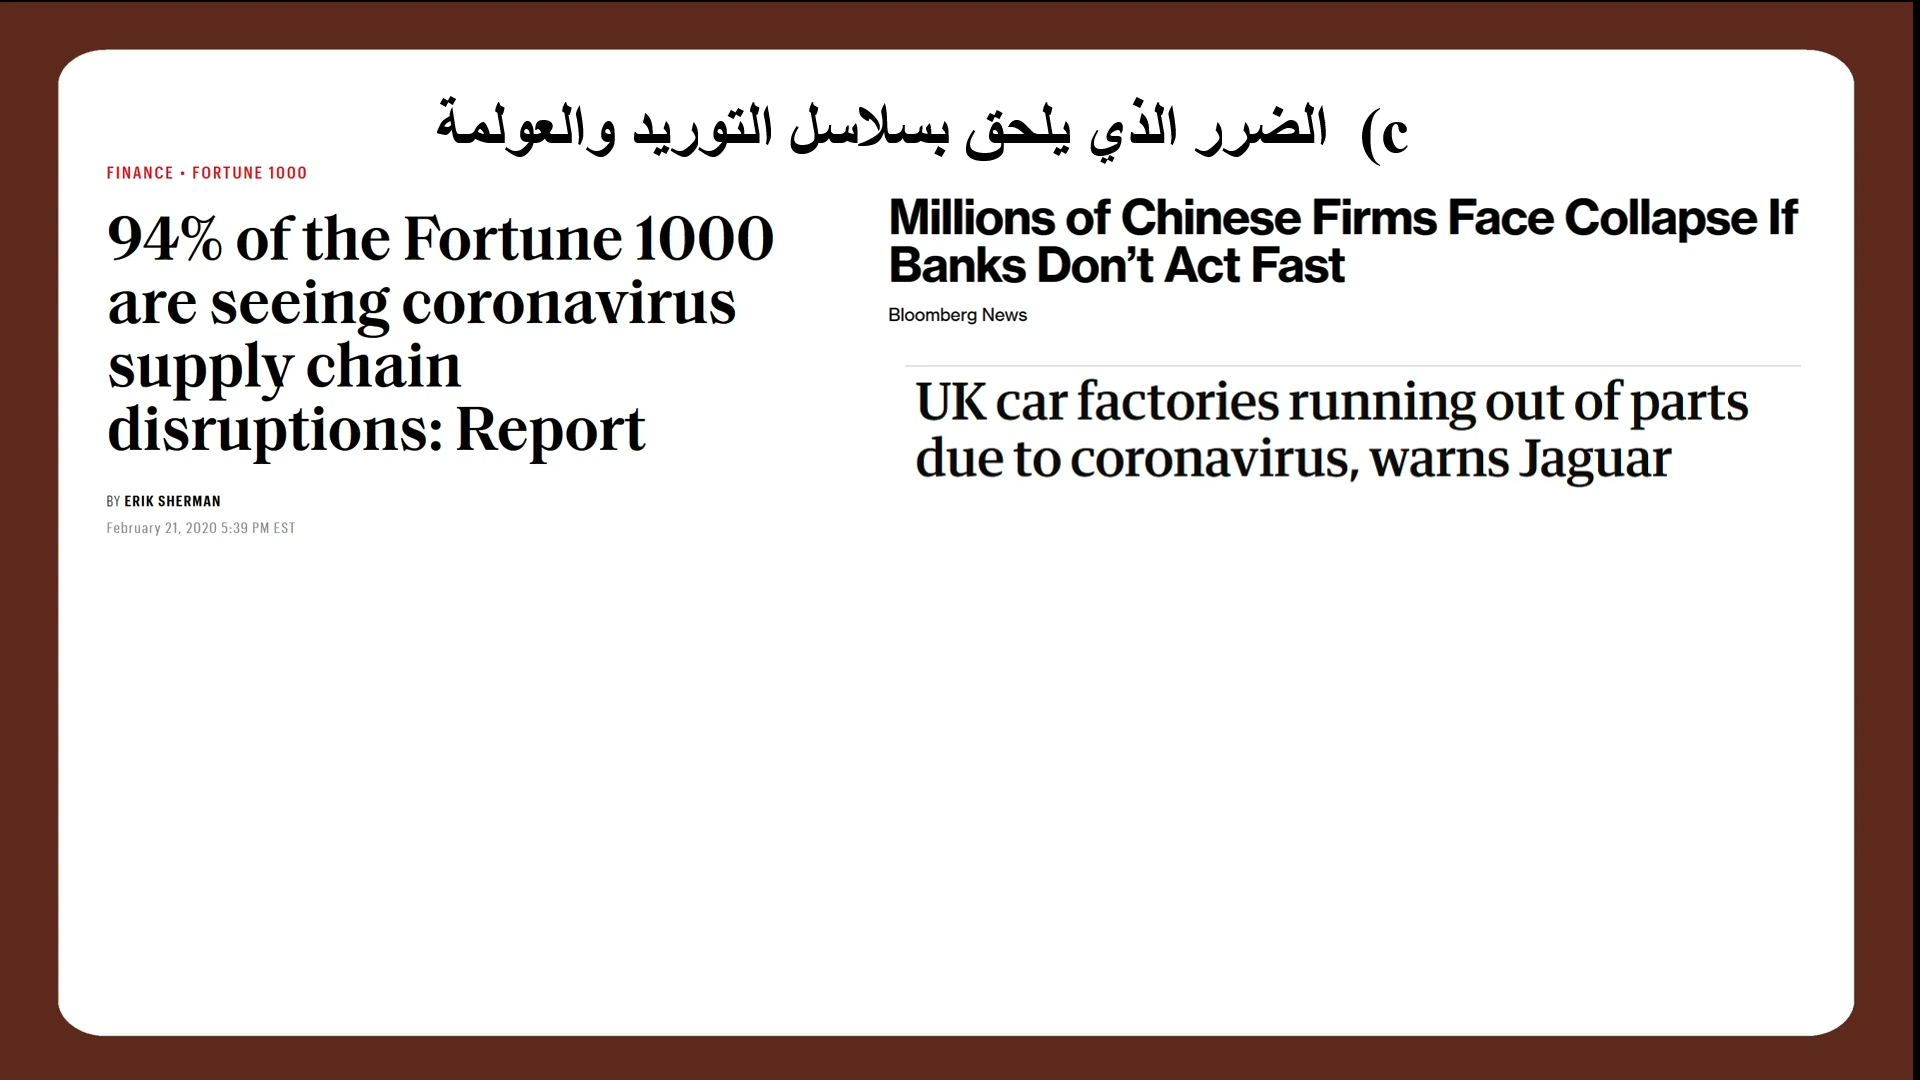 c) الضرر الذي يلحق بسلاسل التوريد والعولمة
FINANCE • FORTUNE 1000
94% of the Fortune 1000
are seeing coronavirus
supply chain
disruptions: Report
BY ERIK SHERMAN
February 21, 2020 5:39 PM EST
Millions of Chinese Firms Face Collapse If
Banks Don’t Act Fast
Bloomberg News
UK car factories running out of parts
due to coronavirus, warns Jaguar